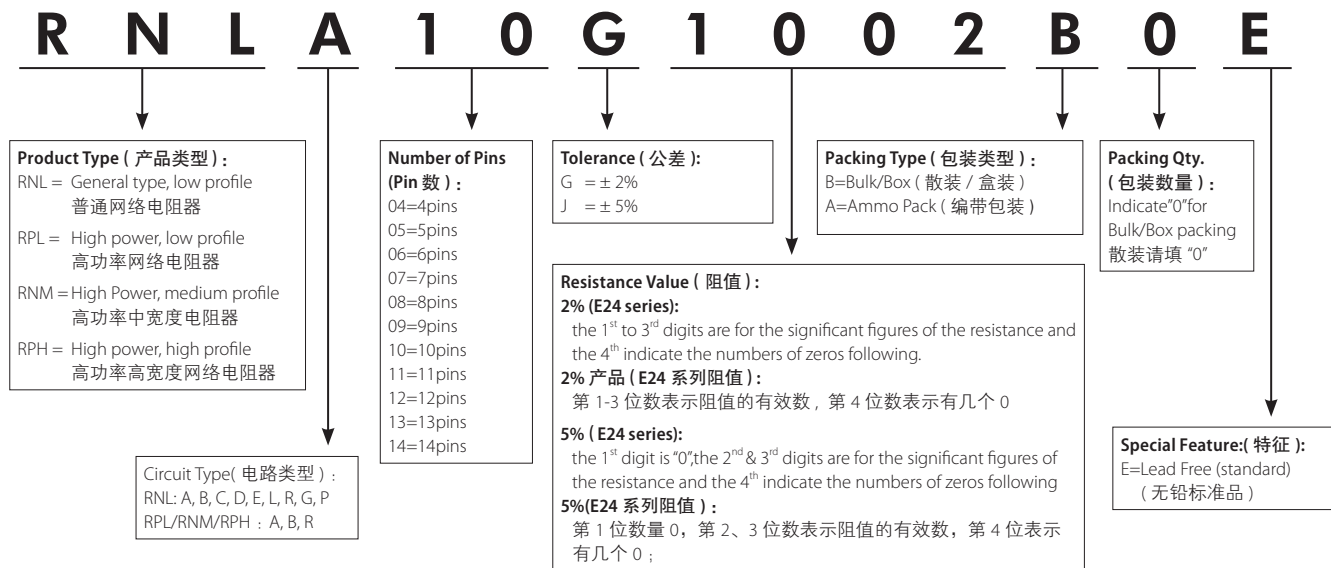 R N L A 1 0 G 1 0 0 2 B 0 E
Product Type ( 产品类型 ) :
RNL = General type, low profile
普通网络电阻器
RPL = High power, low profile
高功率网络电阻器
RNM = High Power, medium profile
高功率中宽度电阻器
RPH = High power, high profile
高功率高宽度网络电阻器
Circuit Type( 电路类型 ) :
RNL: A, B, C, D, E, L, R, G, P
RPL/RNM/RPH : A, B, R
Number of Pins
(Pin 数 ) :
04=4pins
05=5pins
06=6pins
07=7pins
08=8pins
09=9pins
10=10pins
11=11pins
12=12pins
13=13pins
14=14pins
Tolerance ( 公差 ):
G = ± 2%
J = ± 5%
Resistance Value ( 阻值 ) :
2% (E24 series):
the 1st to 3rd digits are for the significant figures of the resistance and
the 4th indicate the numbers of zeros following.
2% 产品 ( E24 系列阻值 ) :
第 1-3 位数表示阻值的有效数 , 第 4 位数表示有几个 0
5% ( E24 series):
the 1st digit is "0",the 2nd & 3rd digits are for the significant figures of
the resistance and the 4th indicate the numbers of zeros following
5%(E24 系列阻值 ) :
第 1 位数量 0，第 2、3 位数表示阻值的有效数，第 4 位表示
有几个 0 ;
Packing Type ( 包装类型 ) :
B=Bulk/Box ( 散装 / 盒装 )
A=Ammo Pack ( 编带包装 )
Packing Qty.
( 包装数量 ) :
Indicate"0"for
Bulk/Box packing
散装请填 "0"
Special Feature:( 特征 ):
E=Lead Free (standard)
( 无铅标准品 )